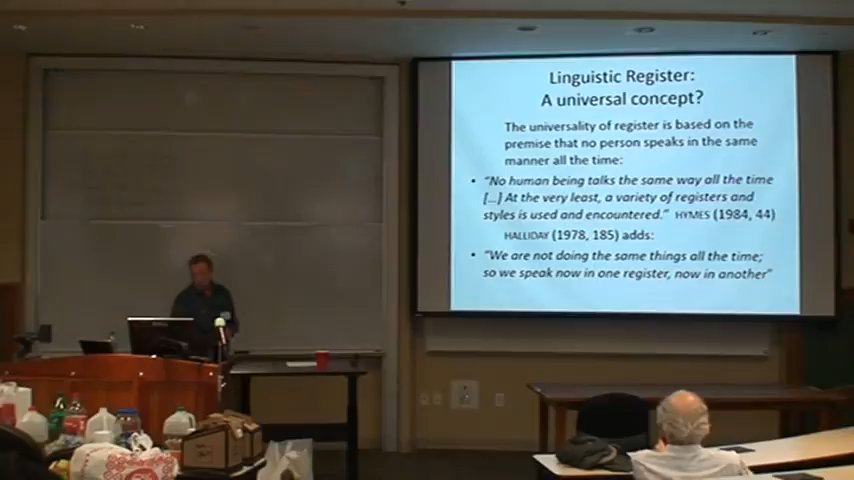 Linguistic Register:
A universal concept?
The universality of register is based on the
premise that no person speaks in the same
manner all the time:
• "No human being talks the same way all the time
[...] At the very least, a variety of registers and
styles is used and encountered." HYMES (1984, 44)
HALLIDAY (1978, 185) adds:
• "We are not doing the same things all the time;
so we speak now in one register, now in another"